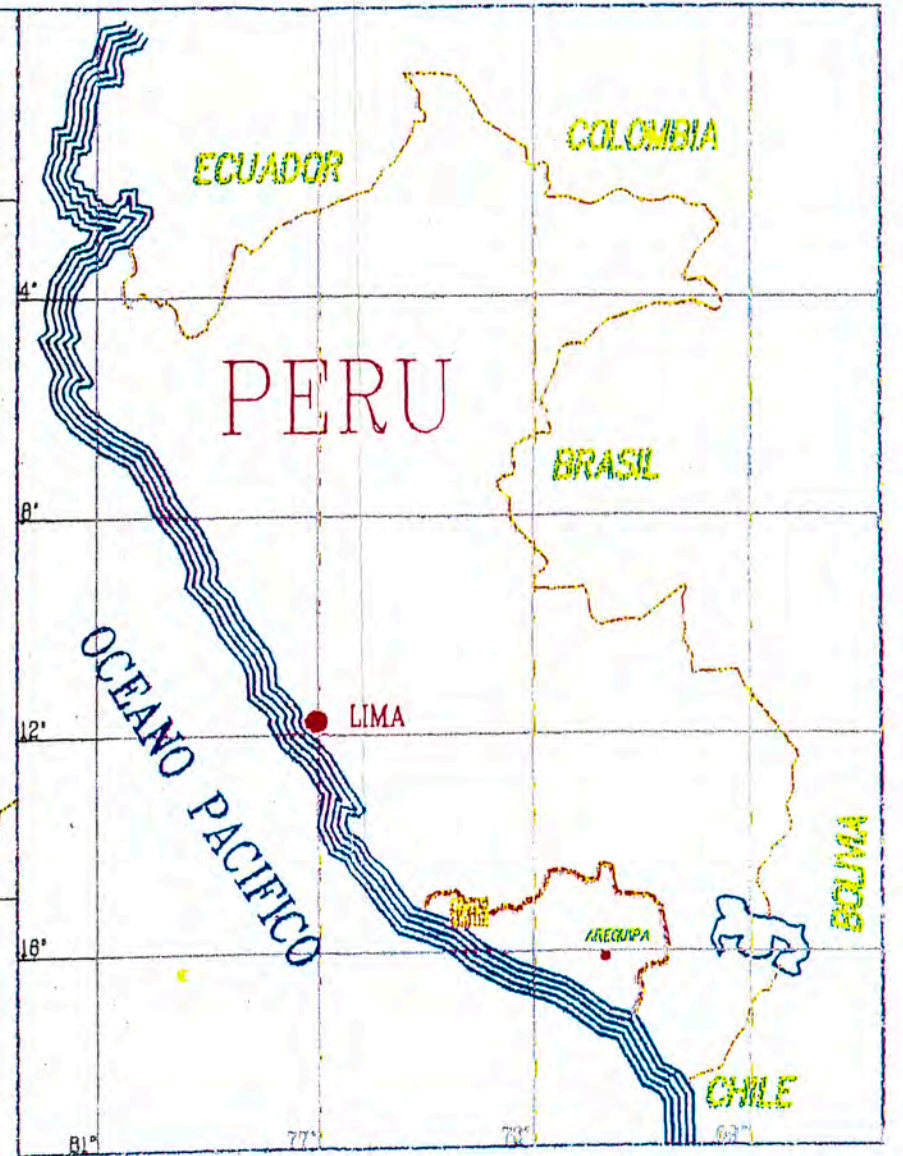 COLOMBIA
ECUADOR
4°
PERU
BRASIL
8°
OCEANO PACIFICO
LIMA
12°
BOLIVIA
AREQUIPA
16°
CHILE
81°
77°